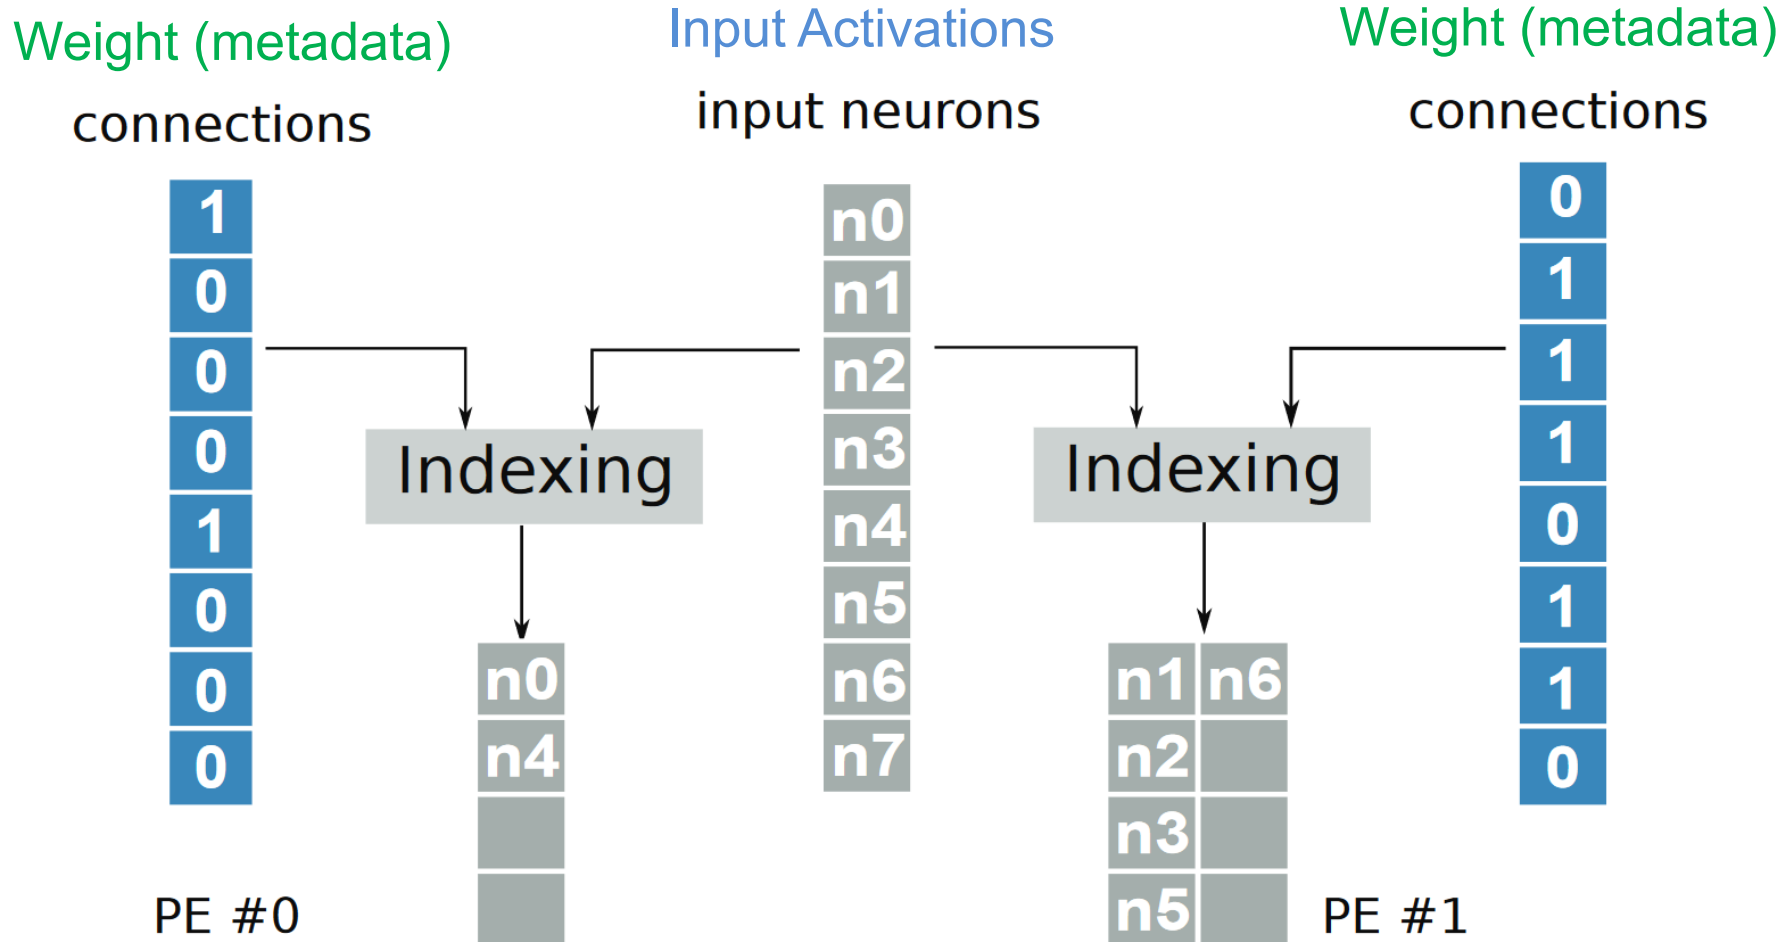 Weight (metadata)
Input Activations
Weight (metadata)
connections
input neurons
connections
1
0
0
0
1
0
0
0
n0
n1
n2
n3
n4
n5
n6
n7
0
1
1
1
0
1
1
0
Indexing
Indexing
n0
n4
n1 n6
n2
n3
n5
PE #0
PE #1